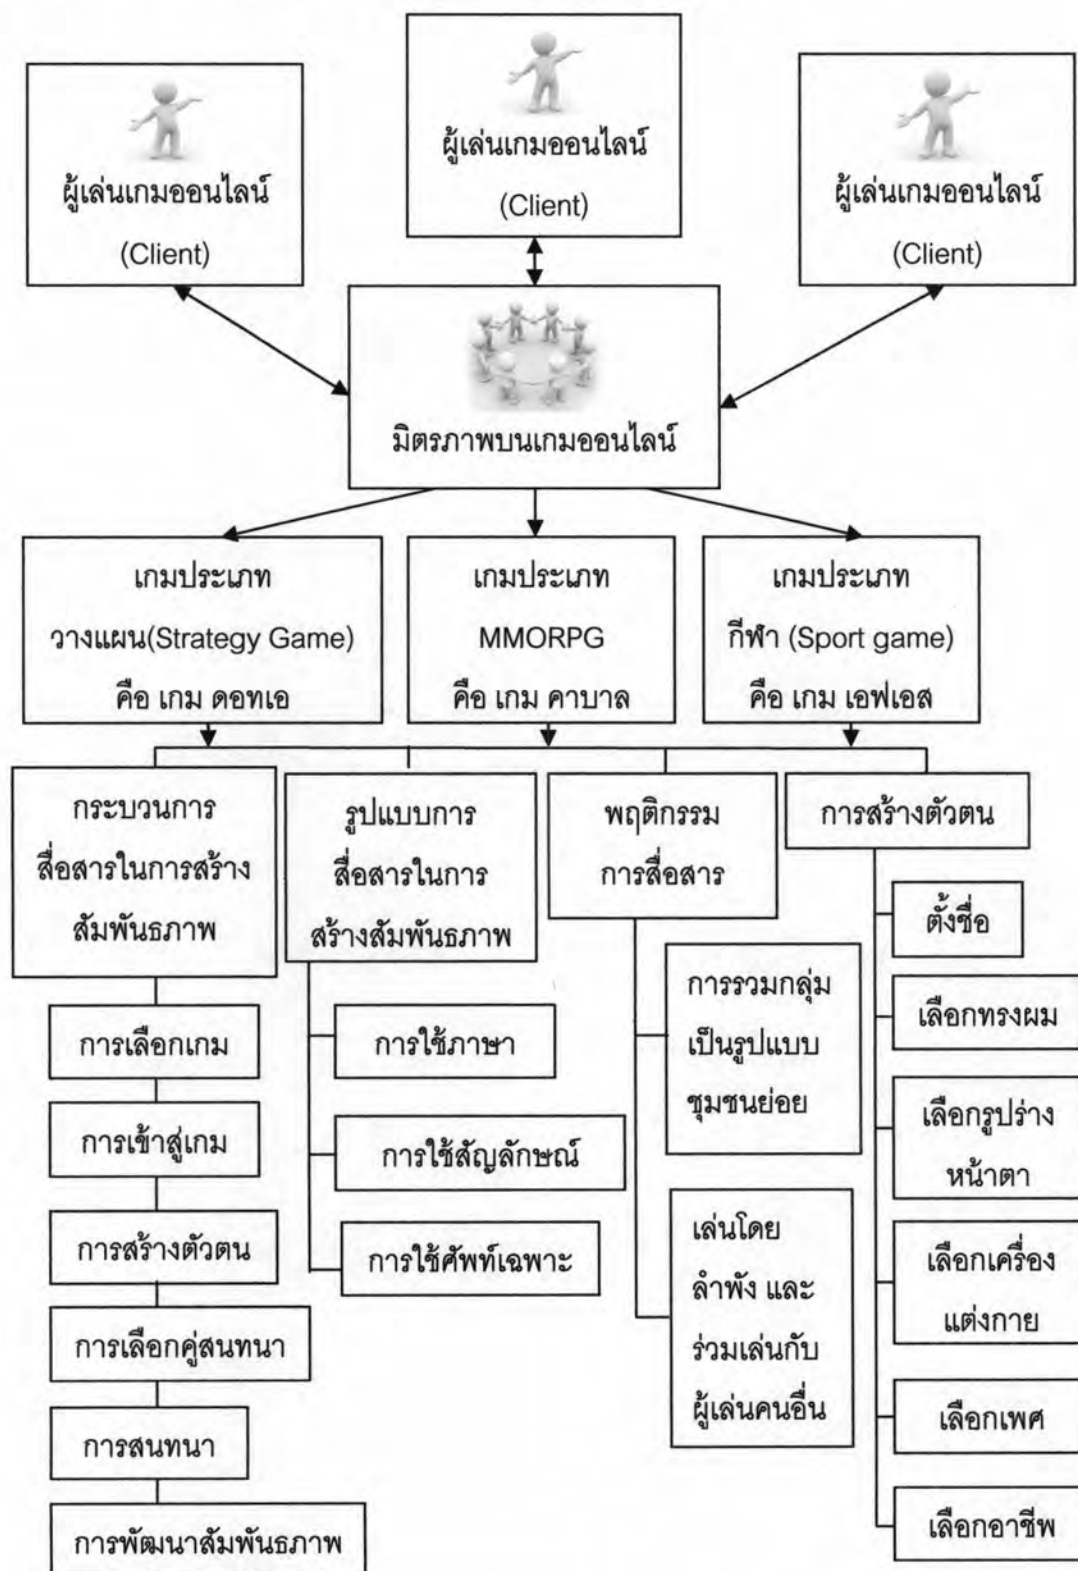 ผู้เล่นเกมออนไลน์
(Client)
ผู้เล่นเกมออนไลน์
(Client)
ผู้เล่นเกมออนไลน์
(Client)
มิตรภาพบนเกมออนไลน์
เกมประเภท
วางแผน(Strategy Game)
คือ เกม ดอทเอ
เกมประเภท
MMORPG
คือ เกม คาบาล
เกมประเภท
กีฬา (Sport game)
คือ เกม เอฟเอส
กระบวนการ
สื่อสารในการสร้าง
สัมพันธภาพ
การเลือกเกม
การเข้าสู่เกม
การสร้างตัวตน
การเลือกคู่สนทนา
การสนทนา
การพัฒนาสัมพันธภาพ
รูปแบบการ
สื่อสารในการ
สร้างสัมพันธภาพ
การใช้ภาษา
การใช้สัญลักษณ์
การใช้ศัพท์เฉพาะ
พฤติกรรม
การสื่อสาร
การรวมกลุ่ม
เป็นรูปแบบ
ชุมชนย่อย
เล่นโดย
ลำพัง และ
ร่วมเล่นกับ
ผู้เล่นคนอื่น
การสร้างตัวตน
ตั้งชื่อ
เลือกทรงผม
เลือกรูปร่าง
หน้าตา
เลือกเครื่อง
แต่งกาย
เลือกเพศ
เลือกอาชีพ